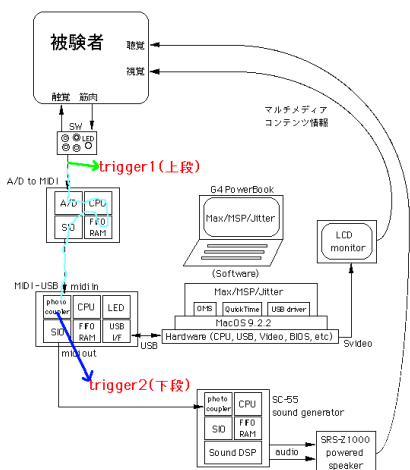 被験者
聴覚
視覚
触覚 筋肉
マルチメディア
コンテンツ情報
SW
LED
trigger1(上段)
A/D to MIDI
A/D CPU
SIO FIFO RAM
G4 PowerBook
Max/MSP/Jitter
(Software)
LCD
monitor
MIDI-USB midi in
photo coupler CPU LED
SIO FIFO RAM USB I/F
midi out
USB
Max/MSP/Jitter
OMS QuickTime USB driver
MacOS 9.2.2
Hardware (CPU, USB, Video, BIOS, etc)
Svideo
trigger2(下段)
photo coupler CPU
SIO FIFO RAM
Sound DSP
SC-55
sound generator
audio
SRS-Z1000
powered
speaker